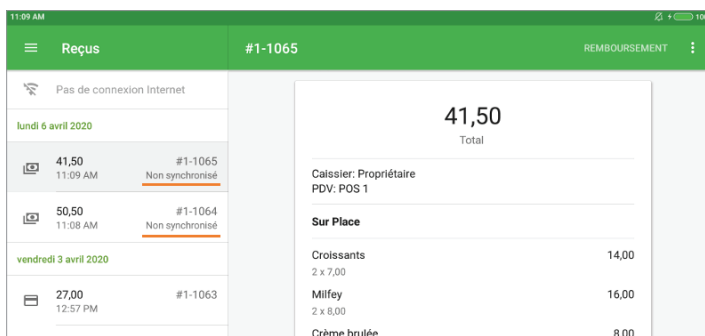 11:09 AM
Reçus
#1-1065
REMBOURSEMENT
Pas de connexion Internet
lundi 6 avril 2020
41,50 #1-1065
11:09 AM Non synchronisé
50,50 #1-1064
11:08 AM Non synchronisé
vendredi 3 avril 2020
27,00 #1-1063
12:57 PM
41,50
Total
Caissier: Propriétaire
PDV: POS 1
Sur Place
Croissants 14,00
2 x 7,00
Milfey 16,00
2 x 8,00
Crème brulée 8,00